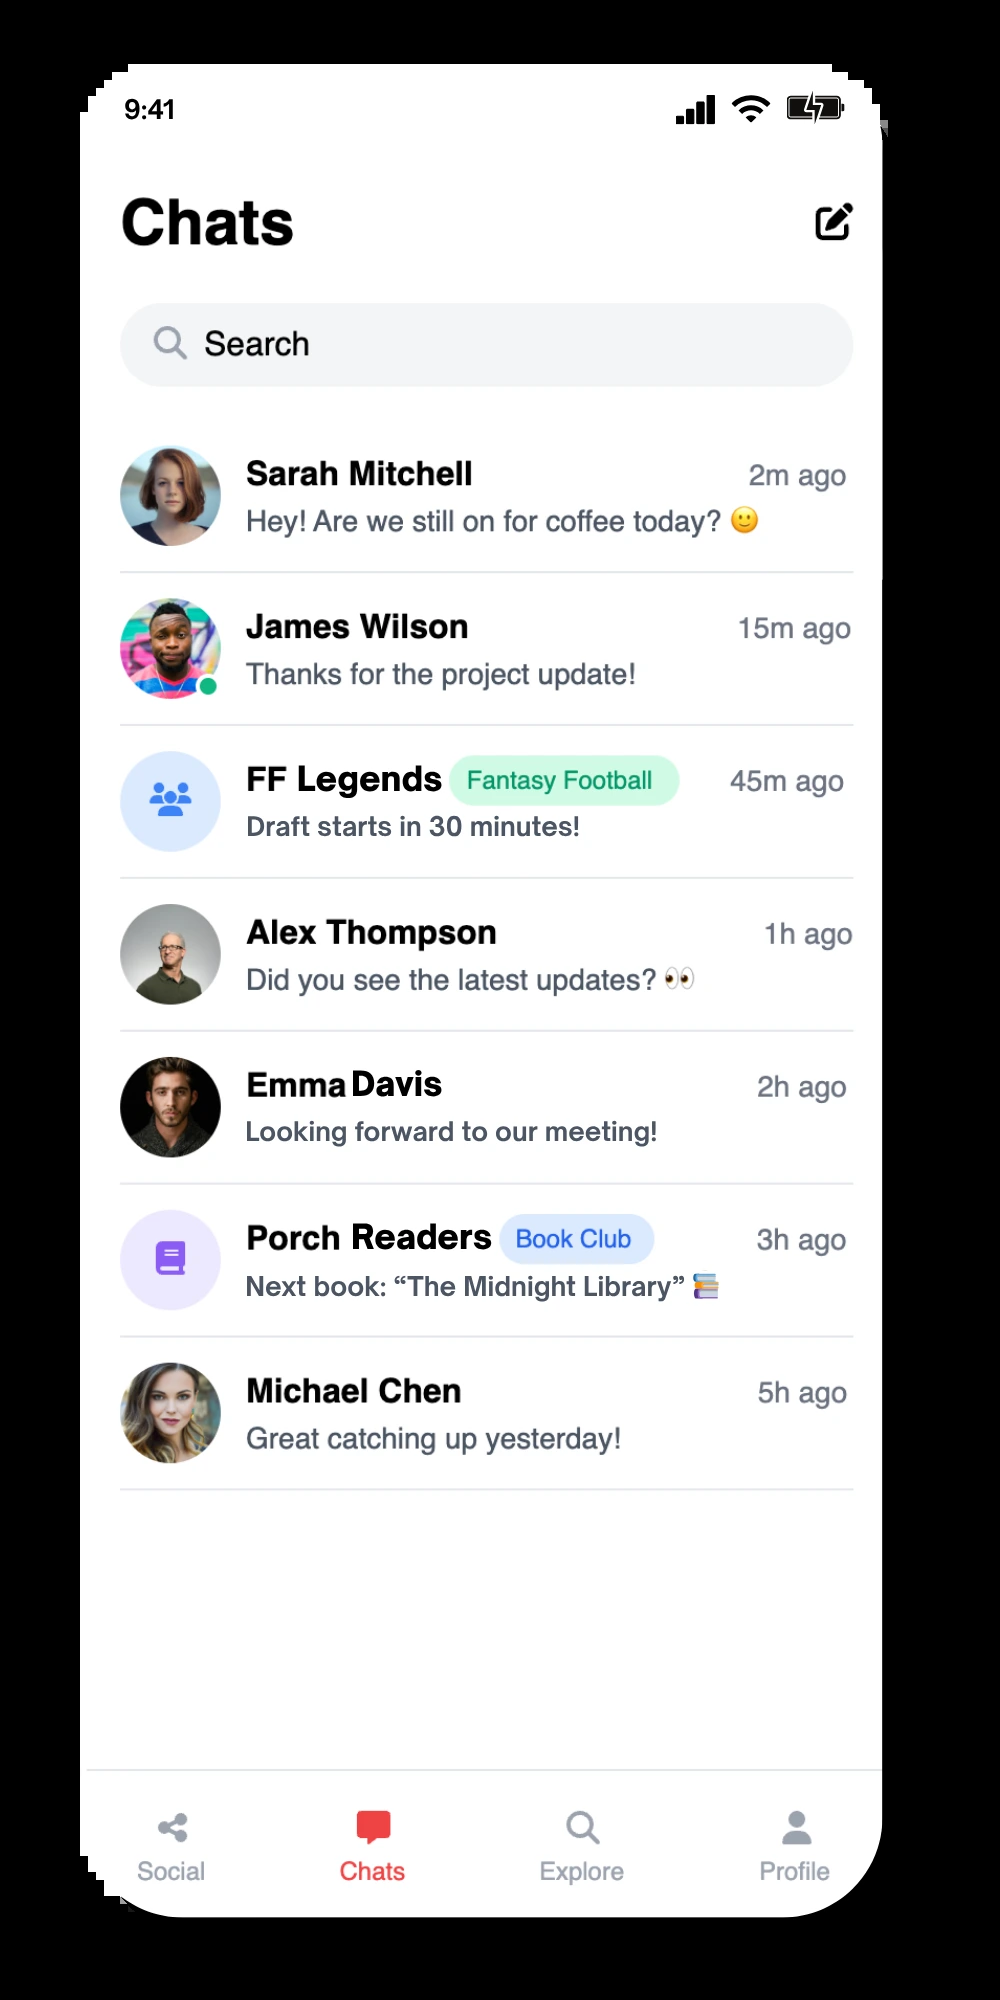 9:41
Chats
Search
Sarah Mitchell 2m ago
Hey! Are we still on for coffee today? 🙂
James Wilson 15m ago
Thanks for the project update!
FF Legends Fantasy Football 45m ago
Draft starts in 30 minutes!
Alex Thompson 1h ago
Did you see the latest updates? 👀
Emma Davis 2h ago
Looking forward to our meeting!
Porch Readers Book Club 3h ago
Next book: “The Midnight Library” 📚
Michael Chen 5h ago
Great catching up yesterday!
Social Chats Explore Profile